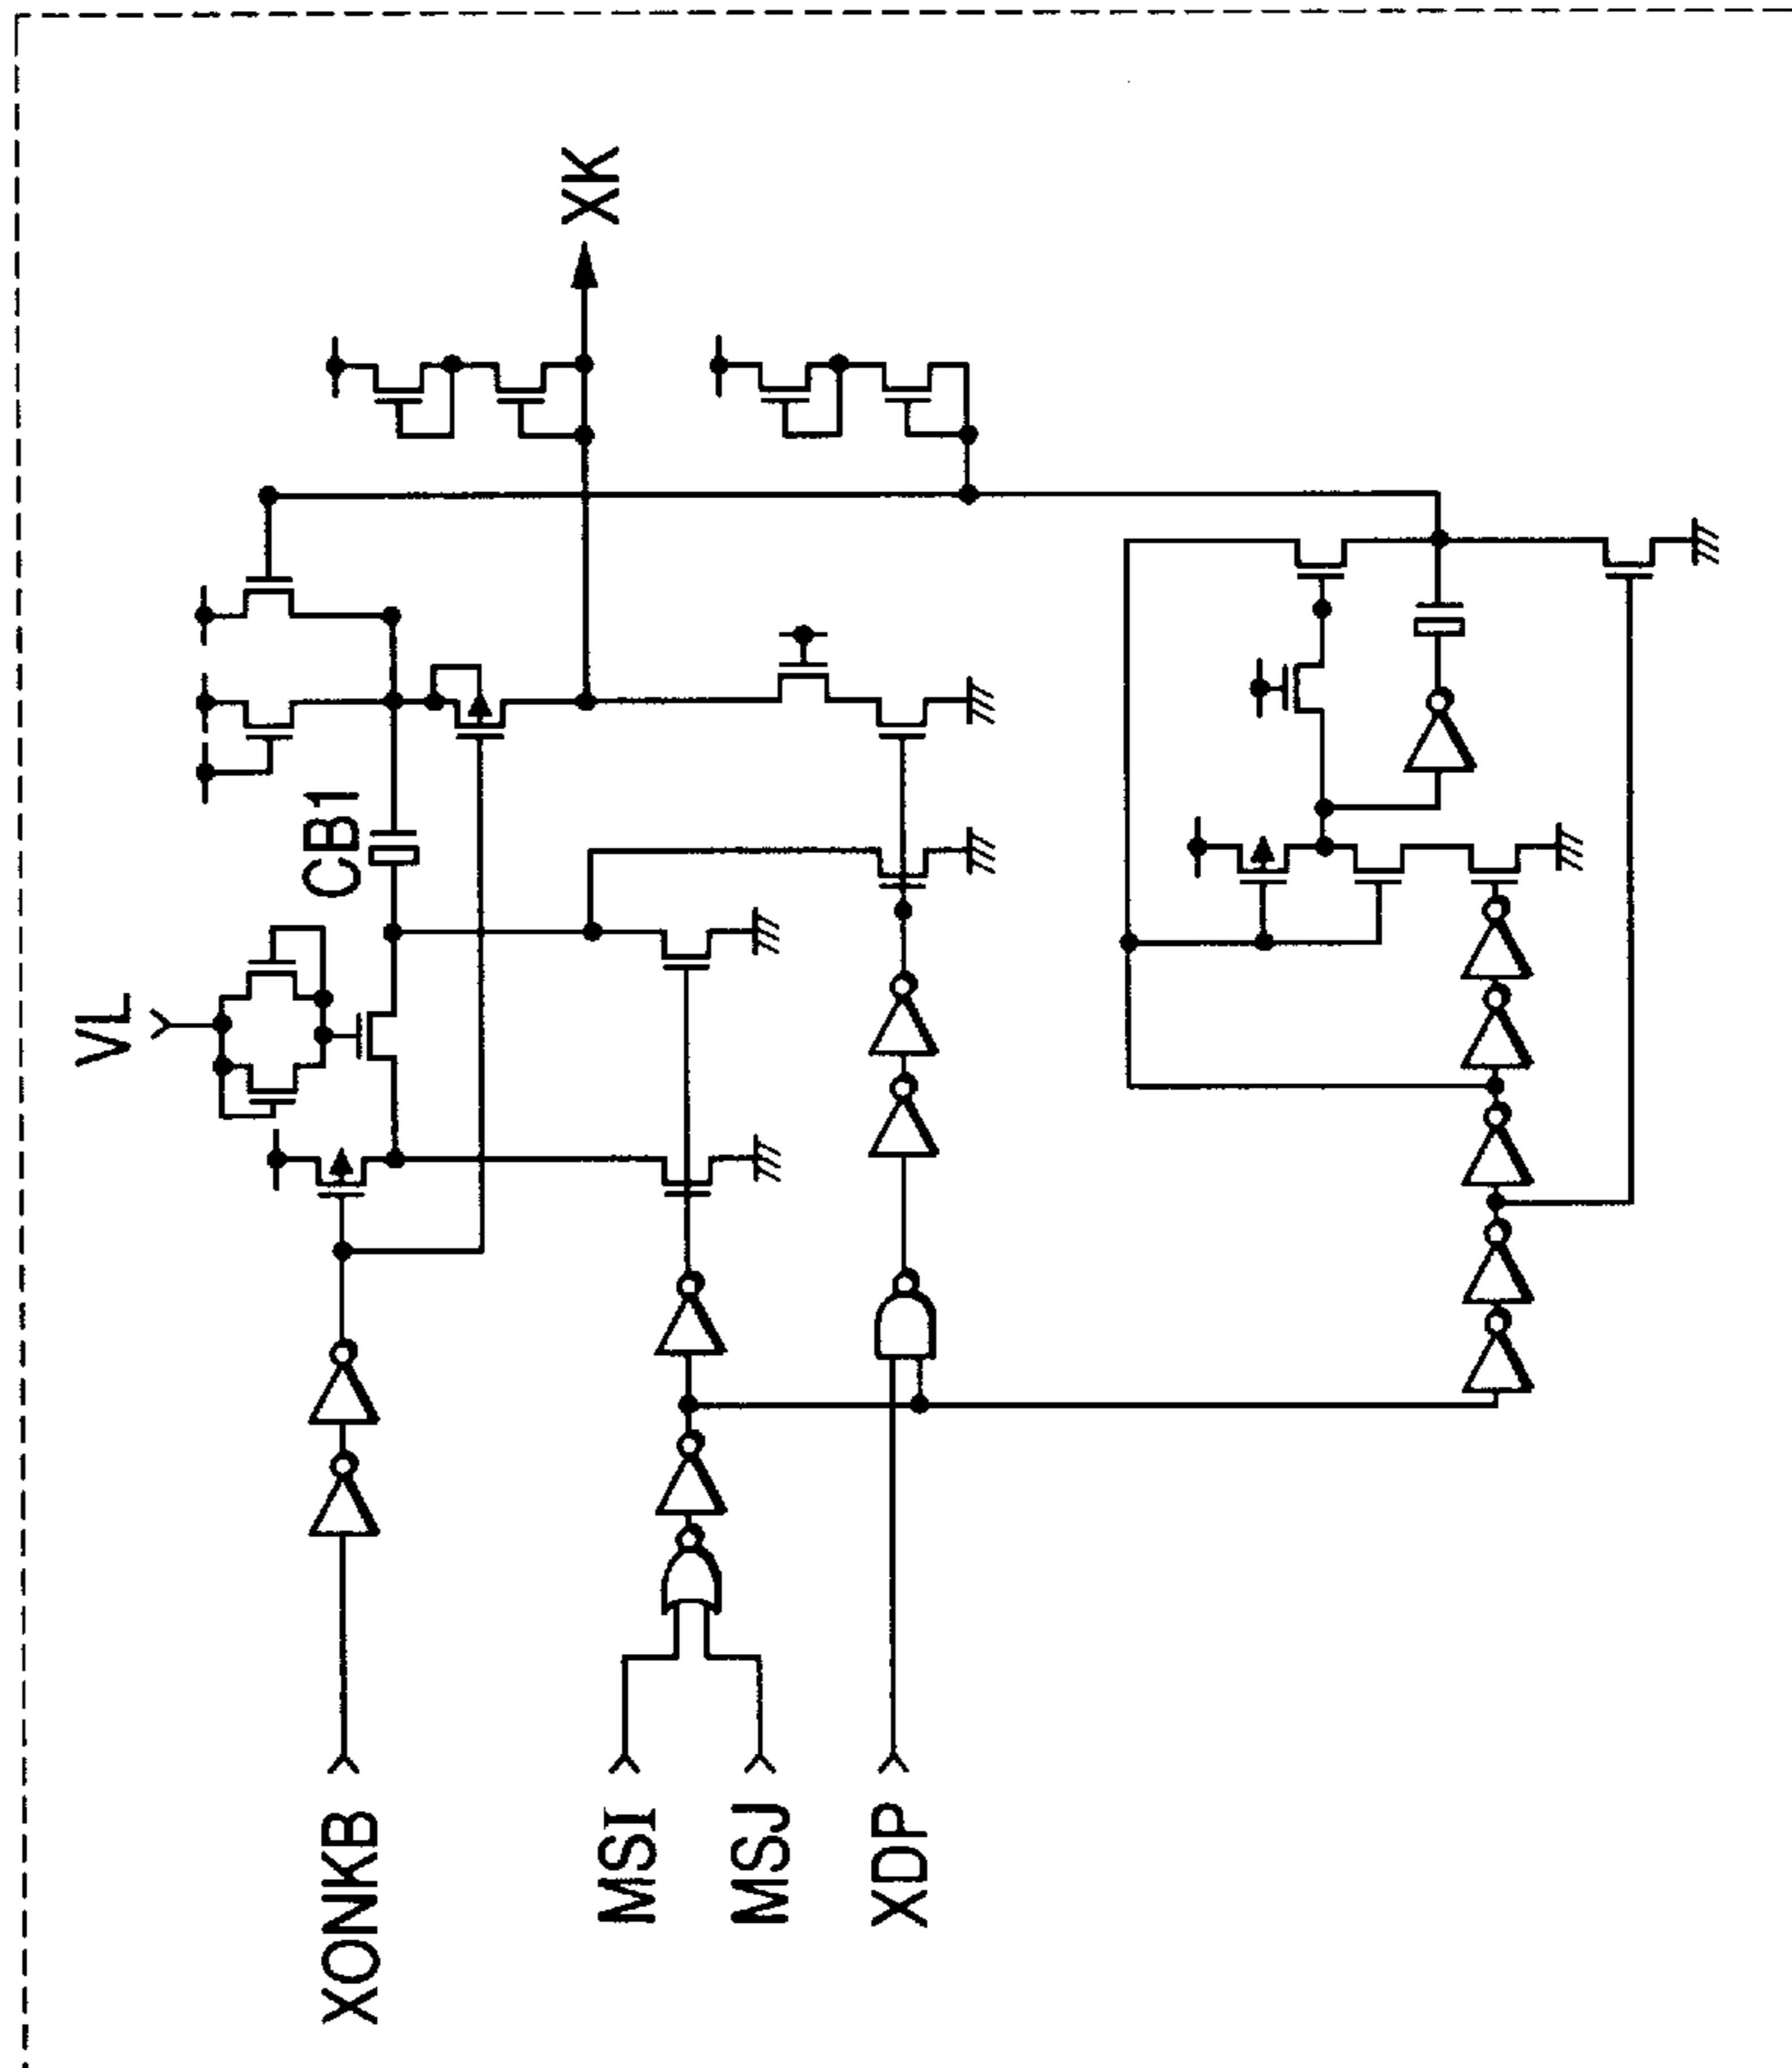 XONKB
MSI
MSJ
XDP
VL
CB1
XK